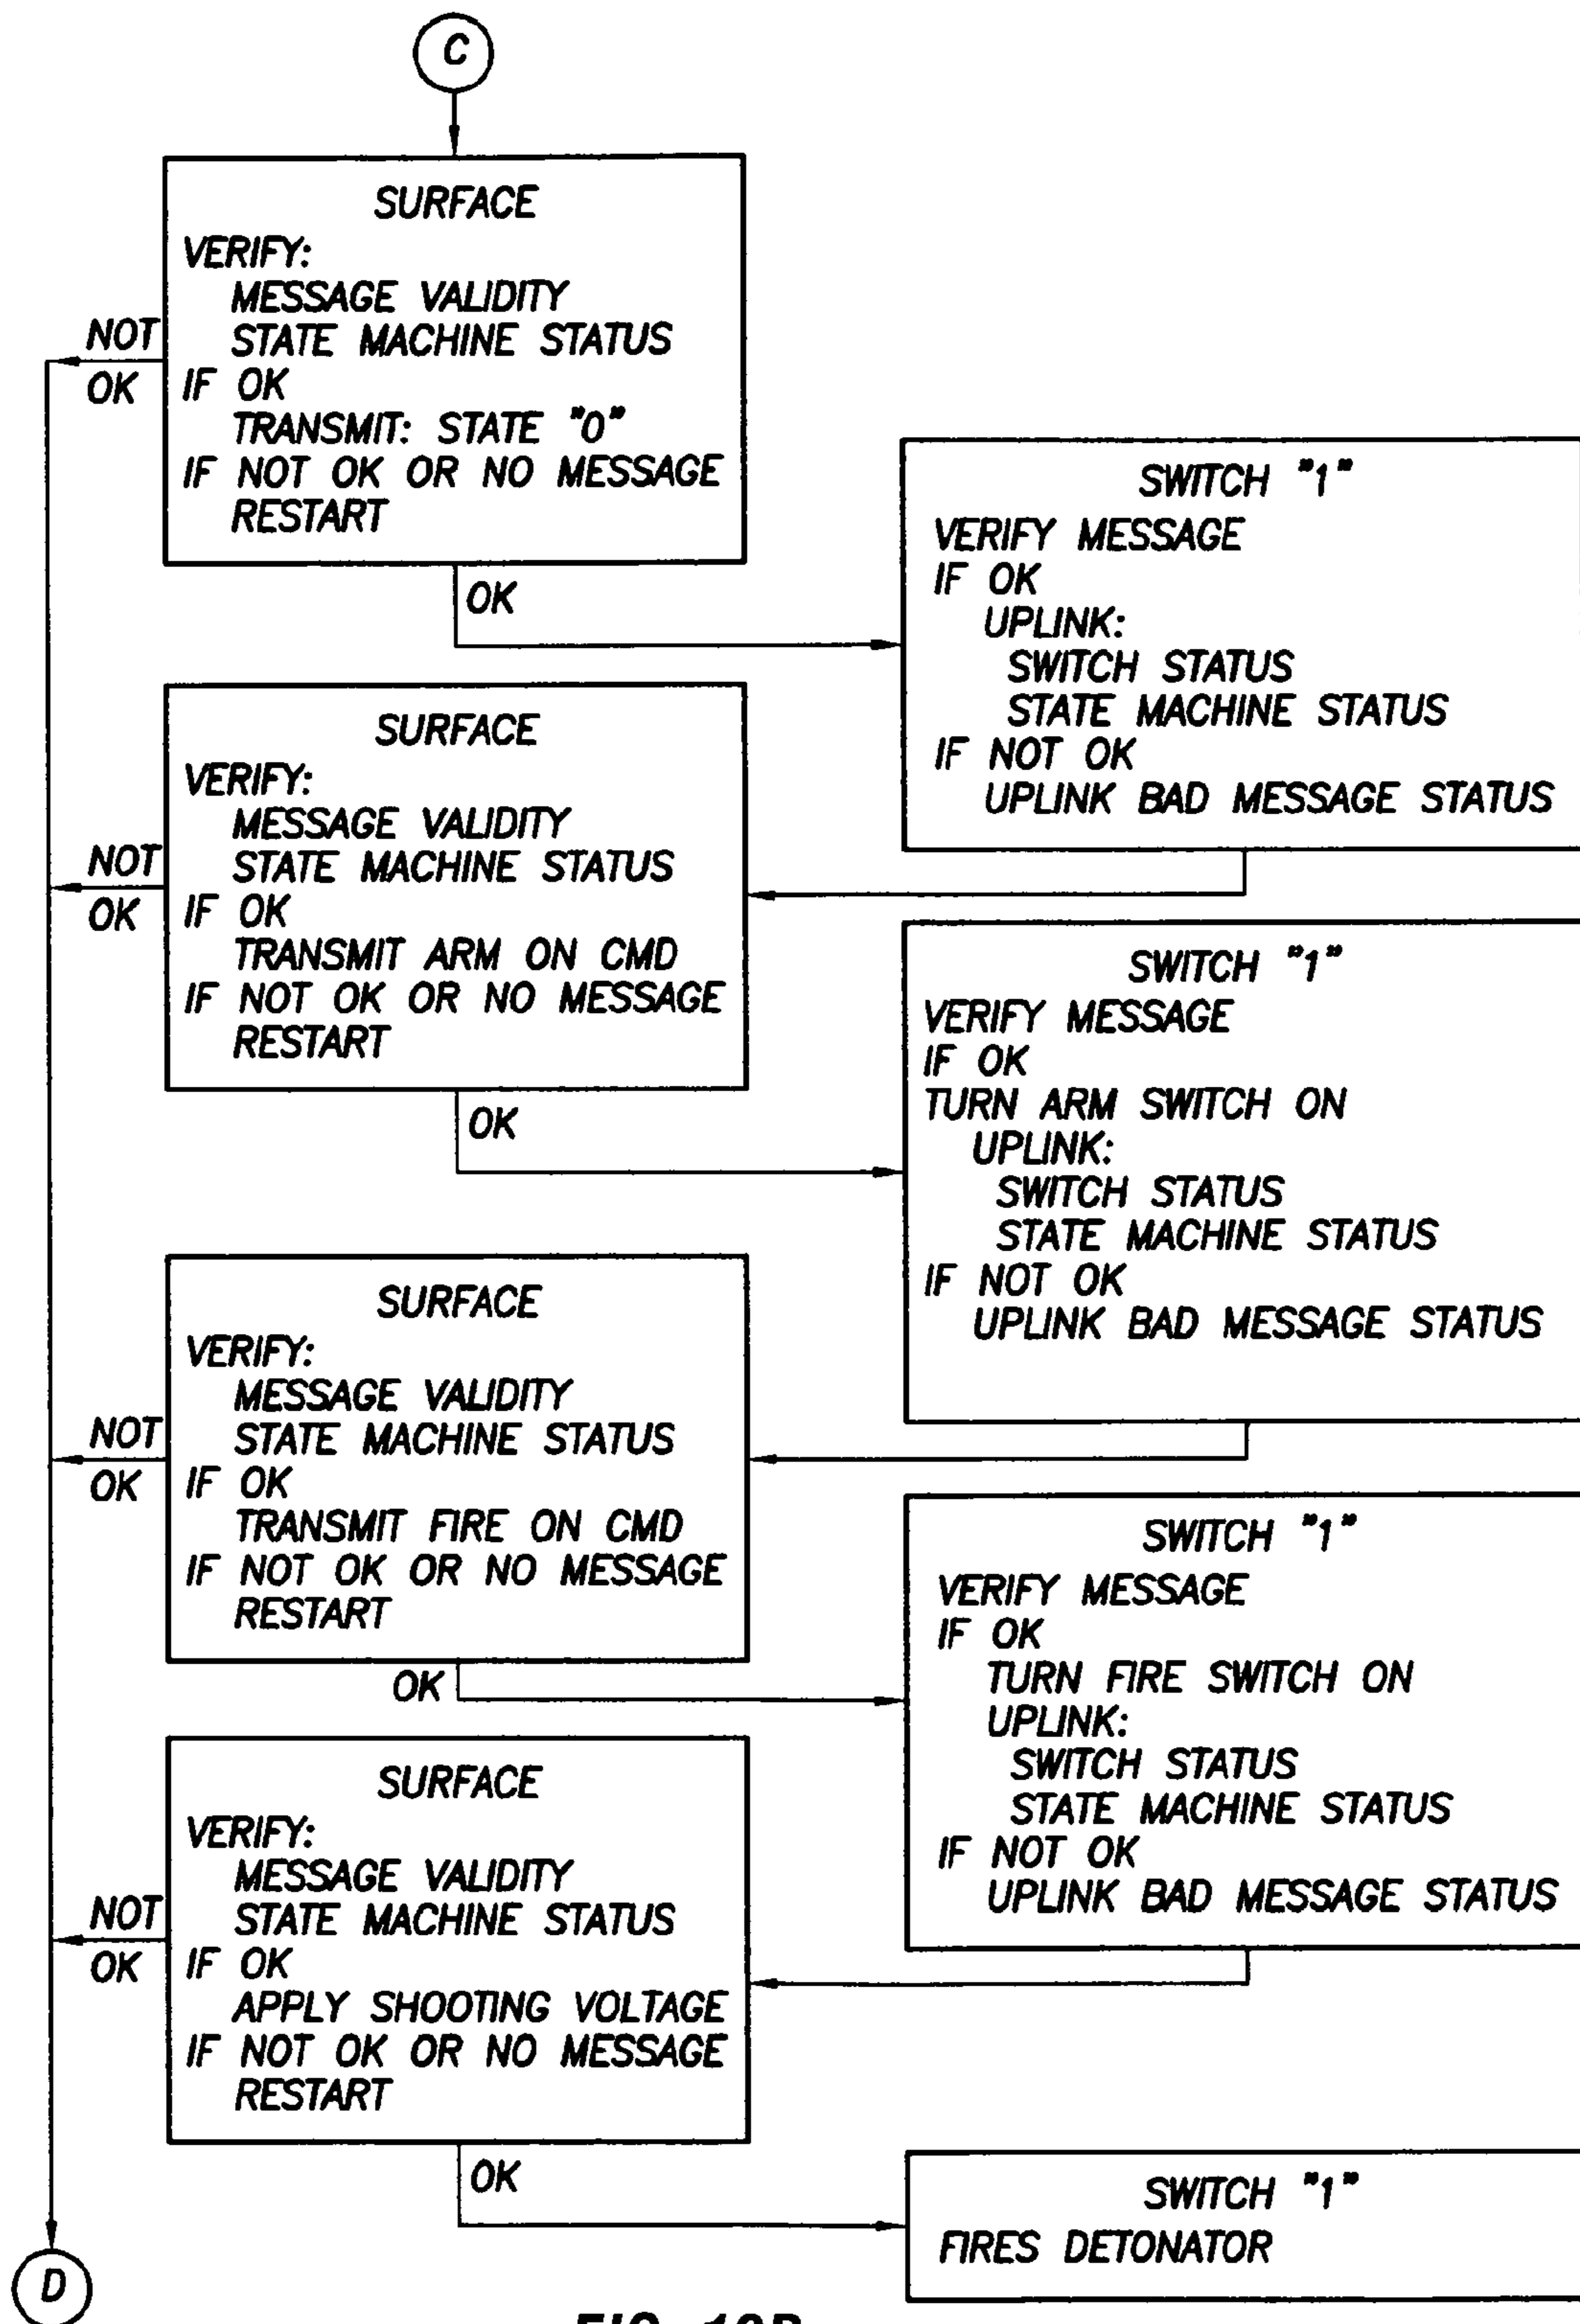 C
SURFACE
VERIFY:
MESSAGE VALIDITY
STATE MACHINE STATUS
IF OK
TRANSMIT: STATE "0"
IF NOT OK OR NO MESSAGE
RESTART
NOT
OK
OK
SWITCH "1"
VERIFY MESSAGE
IF OK
UPLINK:
SWITCH STATUS
STATE MACHINE STATUS
IF NOT OK
UPLINK BAD MESSAGE STATUS
SURFACE
VERIFY:
MESSAGE VALIDITY
STATE MACHINE STATUS
IF OK
TRANSMIT ARM ON CMD
IF NOT OK OR NO MESSAGE
RESTART
NOT
OK
OK
SWITCH "1"
VERIFY MESSAGE
IF OK
TURN ARM SWITCH ON
UPLINK:
SWITCH STATUS
STATE MACHINE STATUS
IF NOT OK
UPLINK BAD MESSAGE STATUS
SURFACE
VERIFY:
MESSAGE VALIDITY
STATE MACHINE STATUS
IF OK
TRANSMIT FIRE ON CMD
IF NOT OK OR NO MESSAGE
RESTART
NOT
OK
OK
SWITCH "1"
VERIFY MESSAGE
IF OK
TURN FIRE SWITCH ON
UPLINK:
SWITCH STATUS
STATE MACHINE STATUS
IF NOT OK
UPLINK BAD MESSAGE STATUS
SURFACE
VERIFY:
MESSAGE VALIDITY
STATE MACHINE STATUS
IF OK
APPLY SHOOTING VOLTAGE
IF NOT OK OR NO MESSAGE
RESTART
NOT
OK
OK
SWITCH "1"
FIRES DETONATOR
D